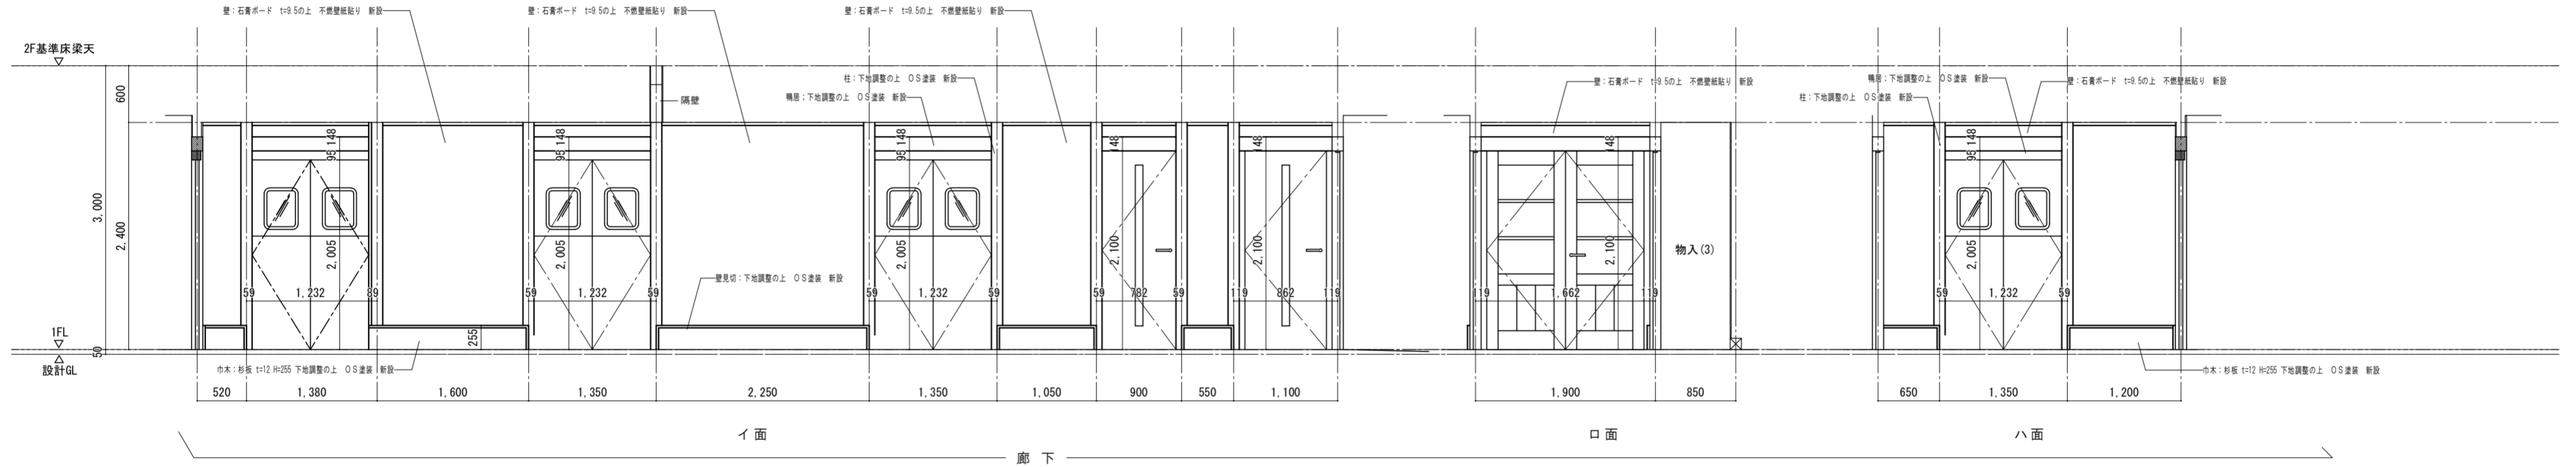 壁：石膏ボード　t=9.5の上　不燃壁紙貼り　新設
壁：石膏ボード　t=9.5の上　不燃壁紙貼り　新設
壁：石膏ボード　t=9.5の上　不燃壁紙貼り　新設
2F基準床梁天
柱：下地調整の上　ＯＳ塗装　新設
鴨居：下地調整の上　ＯＳ塗装　新設
隔壁
壁：石膏ボード　t=9.5の上　不燃壁紙貼り　新設
鴨居：下地調整の上　ＯＳ塗装　新設
壁：石膏ボード　t=9.5の上　不燃壁紙貼り　新設
柱：下地調整の上　ＯＳ塗装　新設
600
3,000
2,400
50
95 148
95 148
95 148
148
148
148
95 148
2,005
2,005
2,005
2,100
2,100
2,100
2,005
物入(3)
壁見切：下地調整の上　ＯＳ塗装　新設
59 1,232 89
59 1,232 59
59 1,232 59
59 782 59
119 862 119
119 1,662 119
59 1,232 59
255
1FL
設計GL
巾木：杉板 t=12 H=255 下地調整の上　ＯＳ塗装　新設
巾木：杉板 t=12 H=255 下地調整の上　ＯＳ塗装　新設
520 1,380 1,600 1,350 2,250 1,350 1,050 900 550 1,100
1,900 850
650 1,350 1,200
イ 面
ロ 面
ハ 面
廊 下